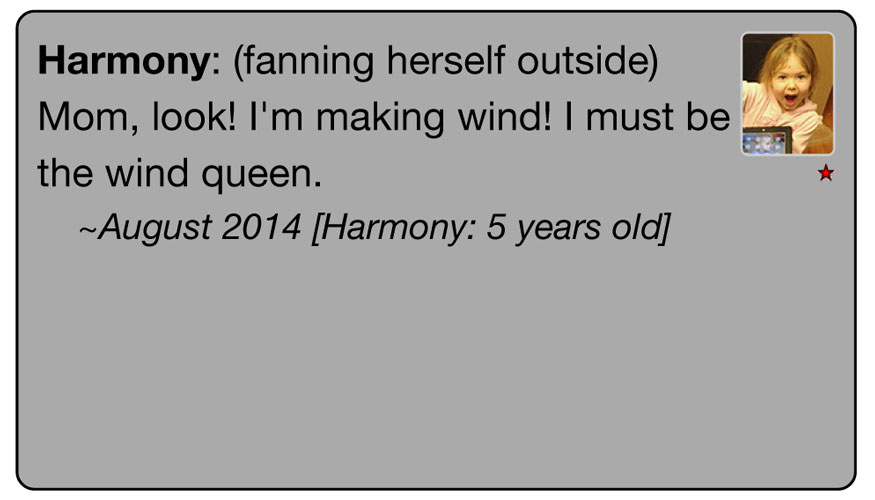 Harmony: (fanning herself outside)
Mom, look! I'm making wind! I must be
the wind queen.
~August 2014 [Harmony: 5 years old]